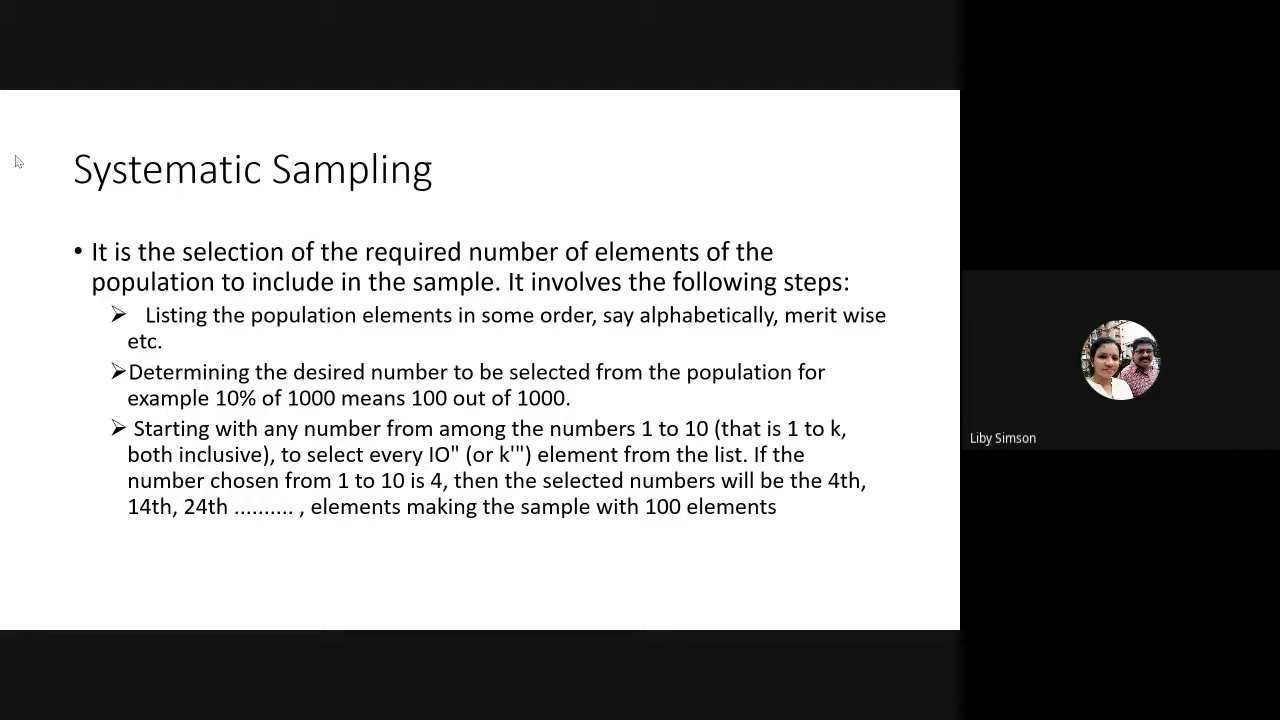 Systematic Sampling
• It is the selection of the required number of elements of the
population to include in the sample. It involves the following steps:
➢ Listing the population elements in some order, say alphabetically, merit wise
etc.
➢Determining the desired number to be selected from the population for
example 10% of 1000 means 100 out of 1000.
➢ Starting with any number from among the numbers 1 to 10 (that is 1 to k,
both inclusive), to select every IO" (or k'") element from the list. If the
number chosen from 1 to 10 is 4, then the selected numbers will be the 4th,
14th, 24th .......... , elements making the sample with 100 elements
Liby Simson